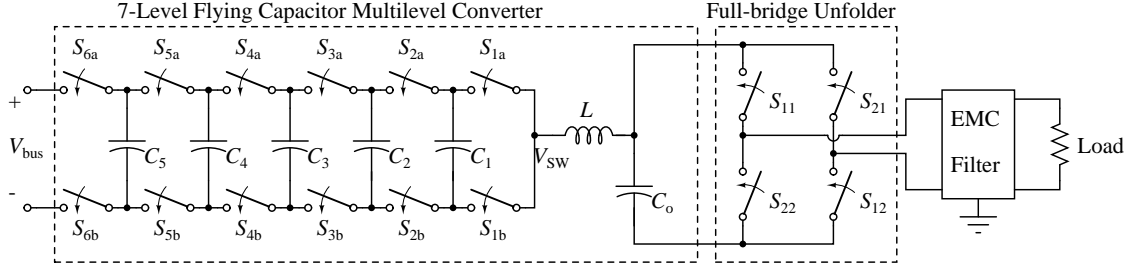 7-Level Flying Capacitor Multilevel Converter
Full-bridge Unfolder
S6a S5a S4a S3a S2a S1a
+
Vbus
-
C5 C4 C3 C2 C1
VSW
L
Co
S6b S5b S4b S3b S2b S1b
S11 S21
S22 S12
EMC
Filter
Load